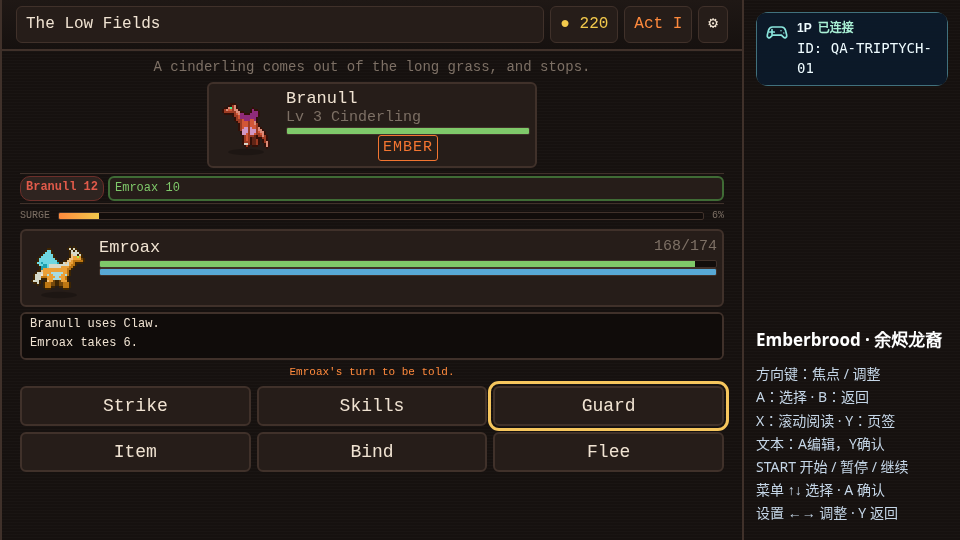 The Low Fields
● 220
Act I
⚙
A cinderling comes out of the long grass, and stops.
Branull
Lv 3 Cinderling
EMBER
Branull 12
Emroax 10
SURGE
6%
Emroax
168/174
Branull uses Claw.
Emroax takes 6.
Emroax's turn to be told.
Strike
Skills
Guard
Item
Bind
Flee
1P 已连接
ID: QA-TRIPTYCH-
01
Emberbrood · 余烬龙裔
方向键：焦点 / 调整
A：选择 · B：返回
X：滚动阅读 · Y：页签
文本：A编辑，Y确认
START 开始 / 暂停 / 继续
菜单 ↑↓ 选择 · A 确认
设置 ←→ 调整 · Y 返回